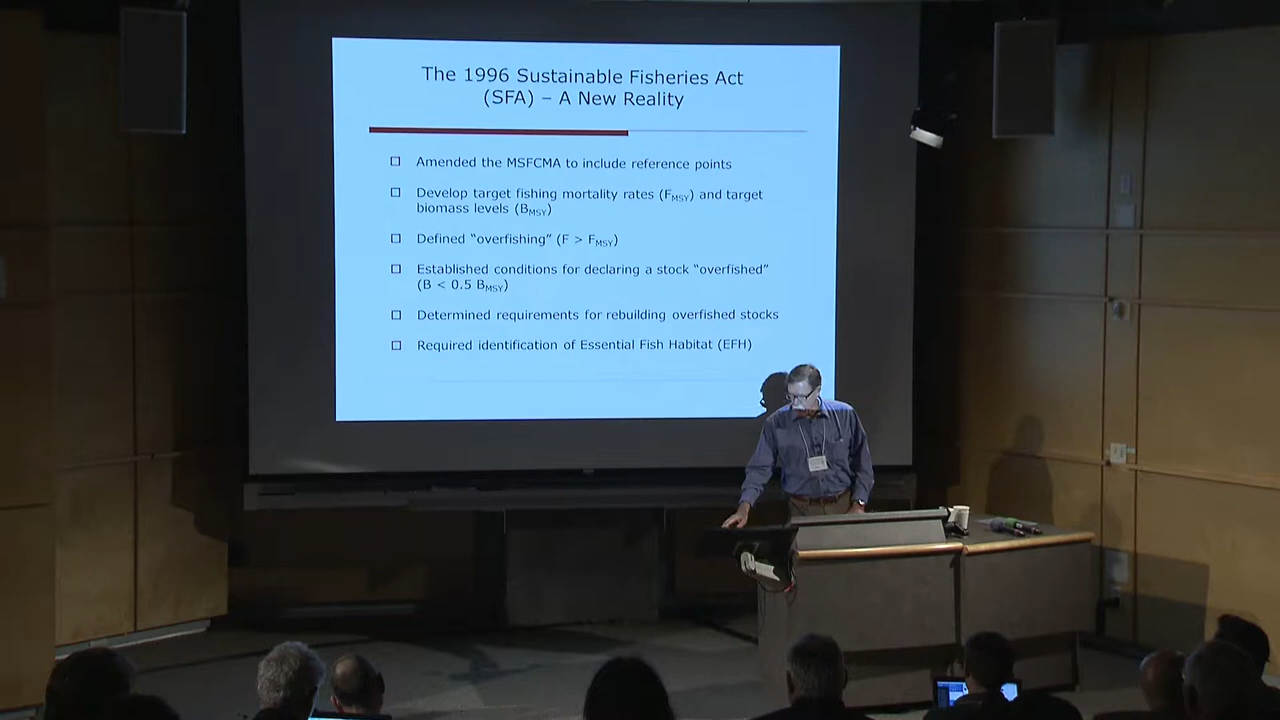 The 1996 Sustainable Fisheries Act
(SFA) – A New Reality
Amended the MSFCMA to include reference points
Develop target fishing mortality rates (FMSY) and target
biomass levels (BMSY)
Defined “overfishing” (F > FMSY)
Established conditions for declaring a stock “overfished”
(B < 0.5 BMSY)
Determined requirements for rebuilding overfished stocks
Required identification of Essential Fish Habitat (EFH)